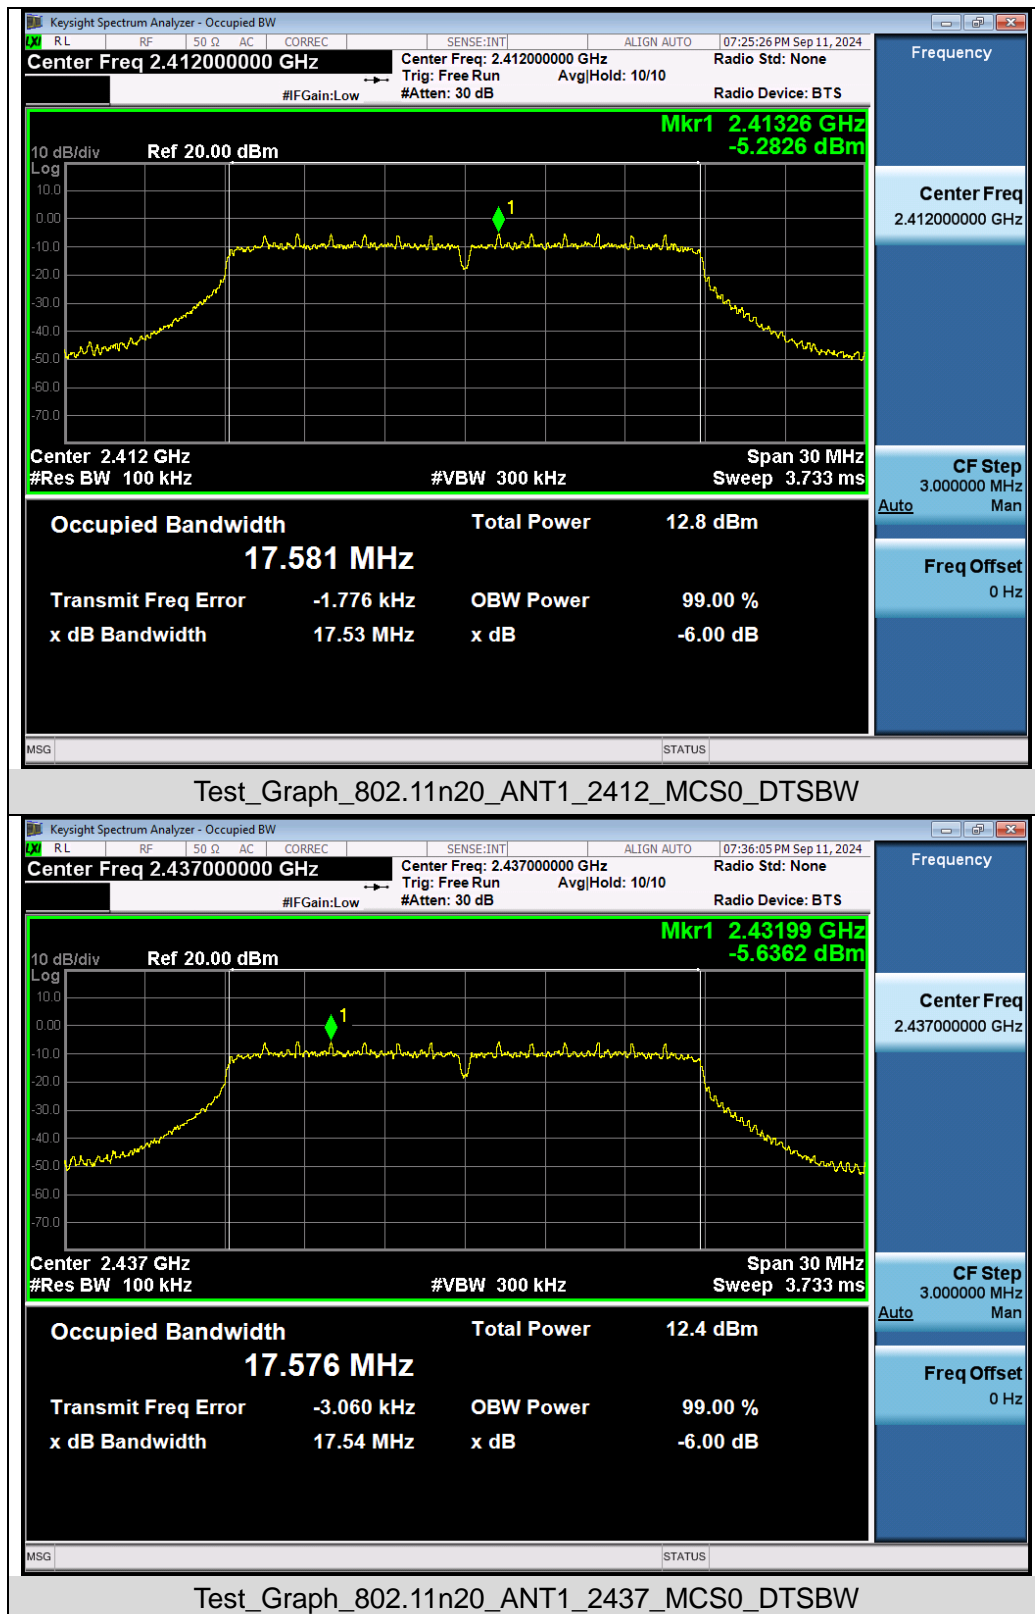 Keysight Spectrum Analyzer - Occupied BW
LXI RL RF 50 Ω AC CORREC SENSE:INT ALIGN AUTO 07:25:26 PM Sep 11, 2024
Center Freq 2.412000000 GHz
Center Freq: 2.412000000 GHz
Radio Std: None
Trig: Free Run Avg|Hold: 10/10
#IFGain:Low
#Atten: 30 dB
Radio Device: BTS
Frequency
Mkr1 2.41326 GHz
-5.2826 dBm
10 dB/div Ref 20.00 dBm
Log
10.0
0.00
-10.0
-20.0
-30.0
-40.0
-50.0
-60.0
-70.0
1
Center Freq
2.412000000 GHz
Center 2.412 GHz Span 30 MHz
#Res BW 100 kHz #VBW 300 kHz Sweep 3.733 ms
CF Step
3.000000 MHz
Auto Man
Occupied Bandwidth Total Power 12.8 dBm
17.581 MHz
Freq Offset
0 Hz
Transmit Freq Error -1.776 kHz OBW Power 99.00 %
x dB Bandwidth 17.53 MHz x dB -6.00 dB
MSG STATUS
Test_Graph_802.11n20_ANT1_2412_MCS0_DTSBW
Keysight Spectrum Analyzer - Occupied BW
LXI RL RF 50 Ω AC CORREC SENSE:INT ALIGN AUTO 07:36:05 PM Sep 11, 2024
Center Freq 2.437000000 GHz
Center Freq: 2.437000000 GHz
Radio Std: None
Trig: Free Run Avg|Hold: 10/10
#IFGain:Low
#Atten: 30 dB
Radio Device: BTS
Frequency
Mkr1 2.43199 GHz
-5.6362 dBm
10 dB/div Ref 20.00 dBm
Log
10.0
0.00
-10.0
-20.0
-30.0
-40.0
-50.0
-60.0
-70.0
1
Center Freq
2.437000000 GHz
Center 2.437 GHz Span 30 MHz
#Res BW 100 kHz #VBW 300 kHz Sweep 3.733 ms
CF Step
3.000000 MHz
Auto Man
Occupied Bandwidth Total Power 12.4 dBm
17.576 MHz
Freq Offset
0 Hz
Transmit Freq Error -3.060 kHz OBW Power 99.00 %
x dB Bandwidth 17.54 MHz x dB -6.00 dB
MSG STATUS
Test_Graph_802.11n20_ANT1_2437_MCS0_DTSBW